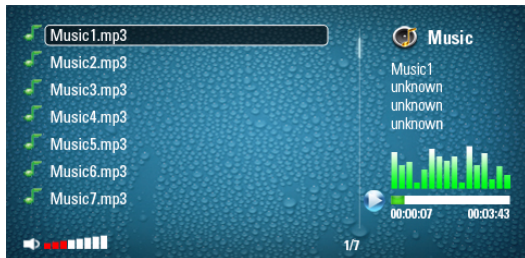 Music1.mp3
Music2.mp3
Music3.mp3
Music4.mp3
Music5.mp3
Music6.mp3
Music7.mp3
1/7
Music
Music1
unknown
unknown
unknown
00:00:07 00:03:43